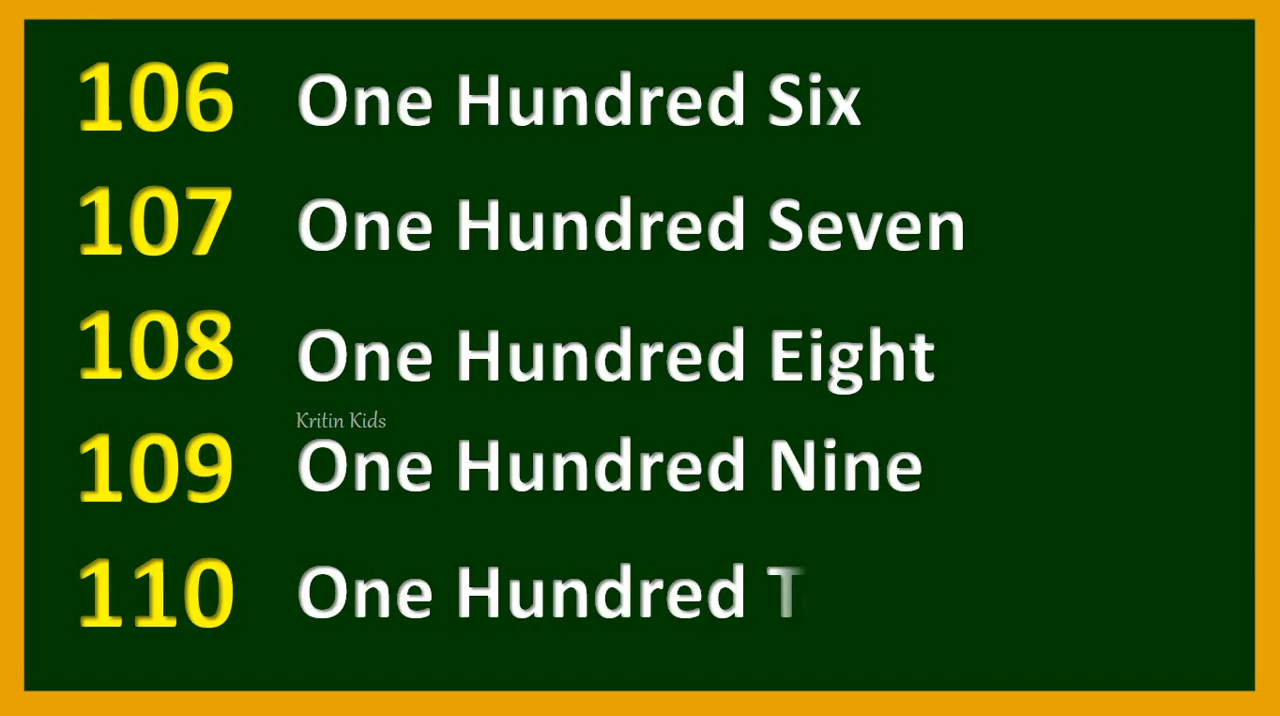 106 One Hundred Six
107 One Hundred Seven
108 One Hundred Eight
Kritin Kids
109 One Hundred Nine
110 One Hundred T